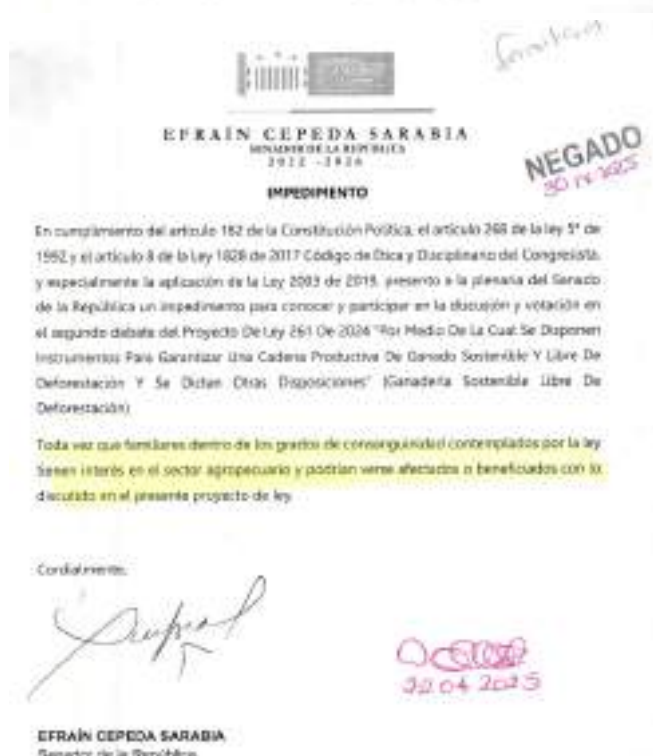 EFRAÍN CEPEDA SARABIA
SENADOR DE LA REPÚBLICA
2022 - 2026
NEGADO
30 IV 2025
IMPEDIMENTO
En cumplimiento del artículo 182 de la Constitución Política, el artículo 268 de la ley 5ª de
1992 y el artículo 8 de la Ley 1828 de 2017 Código de Ética y Disciplinario del Congresista,
y especialmente la aplicación de la Ley 2003 de 2019, presento a la plenaria del Senado
de la República un impedimento para conocer y participar en la discusión y votación en
el segundo debate del Proyecto De Ley 261 De 2024 "Por Medio De La Cual Se Disponen
Instrumentos Para Garantizar Una Cadena Productiva De Ganado Sostenible Y Libre De
Deforestación Y Se Dictan Otras Disposiciones" (Ganadería Sostenible Libre De
Deforestación)
Toda vez que familiares dentro de los grados de consanguinidad contemplados por la ley
tienen interés en el sector agropecuario y podrían verse afectados o beneficiados con lo
discutido en el presente proyecto de ley.
Cordialmente,
22 04 2025
EFRAÍN CEPEDA SARABIA
Senador de la República